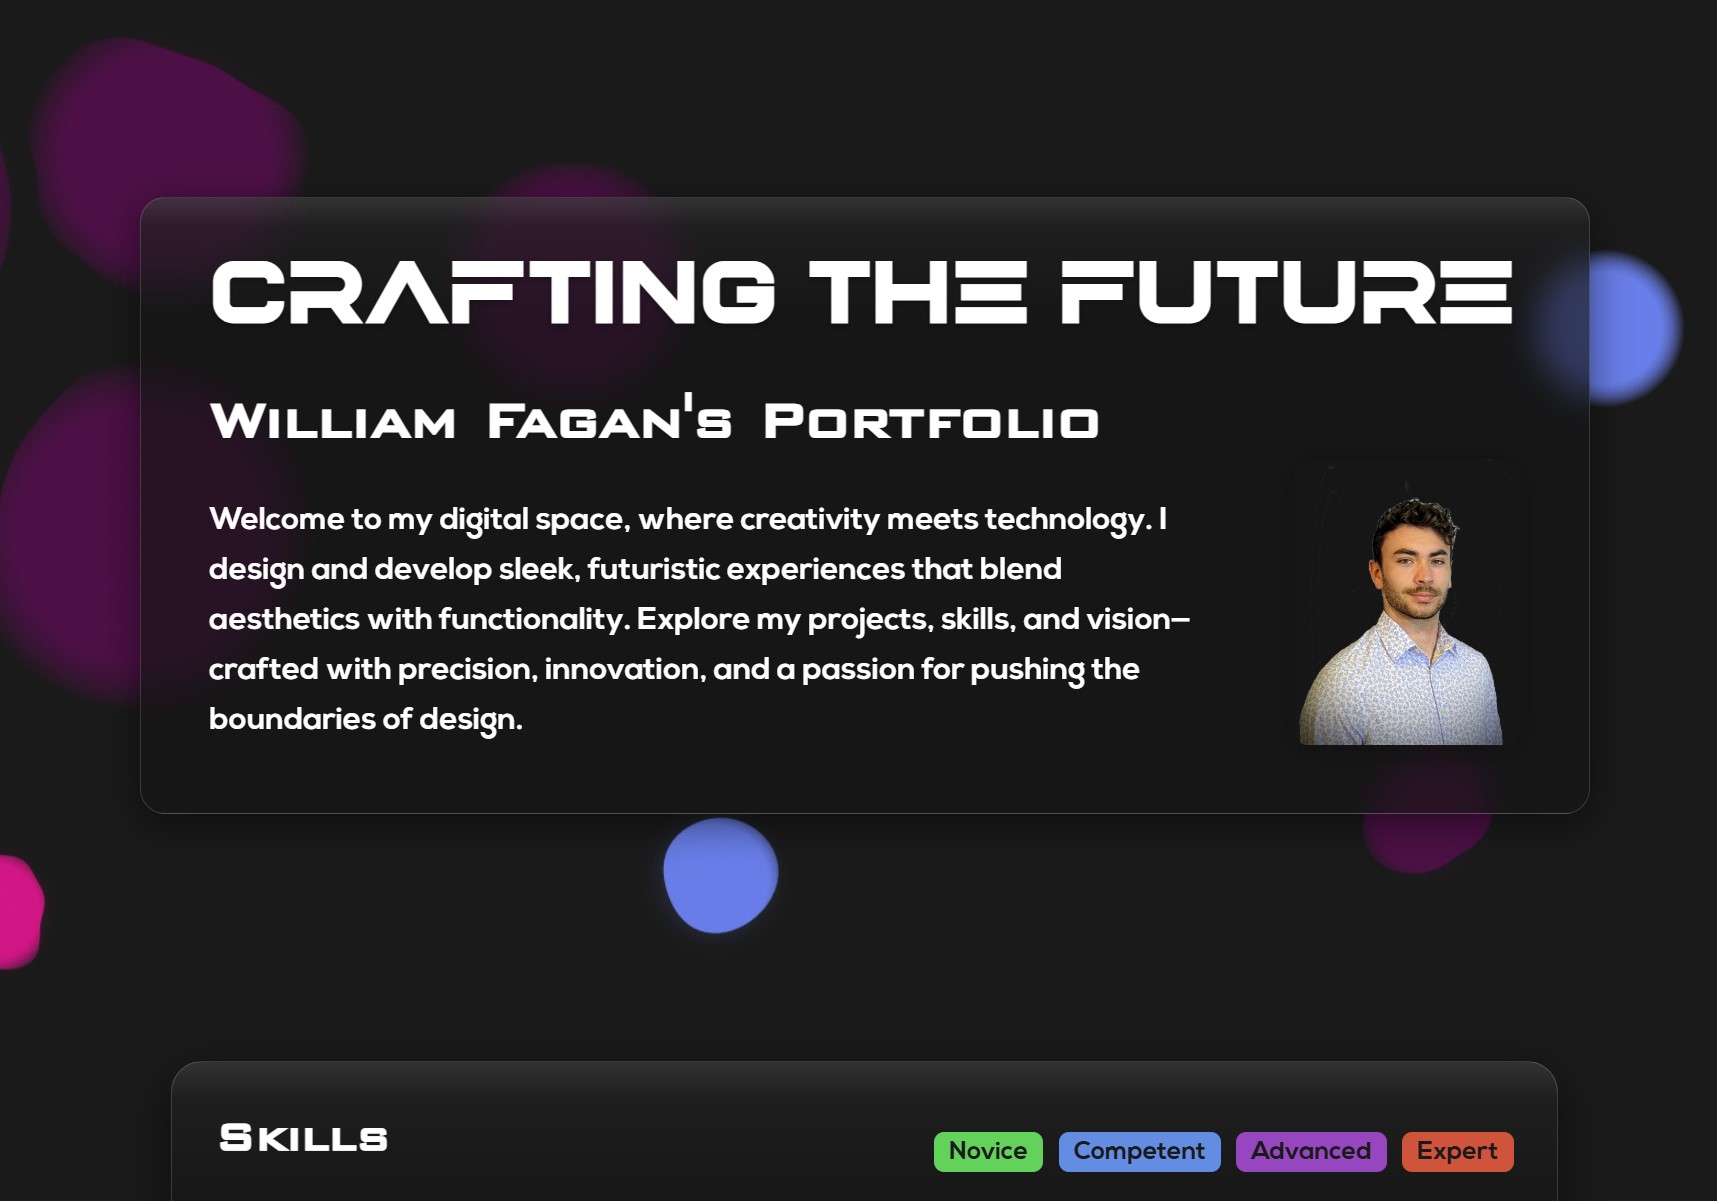 CRAFTING THE FUTURE
William Fagan's Portfolio
Welcome to my digital space, where creativity meets technology. I
design and develop sleek, futuristic experiences that blend
aesthetics with functionality. Explore my projects, skills, and vision—
crafted with precision, innovation, and a passion for pushing the
boundaries of design.
Skills
Novice Competent Advanced Expert